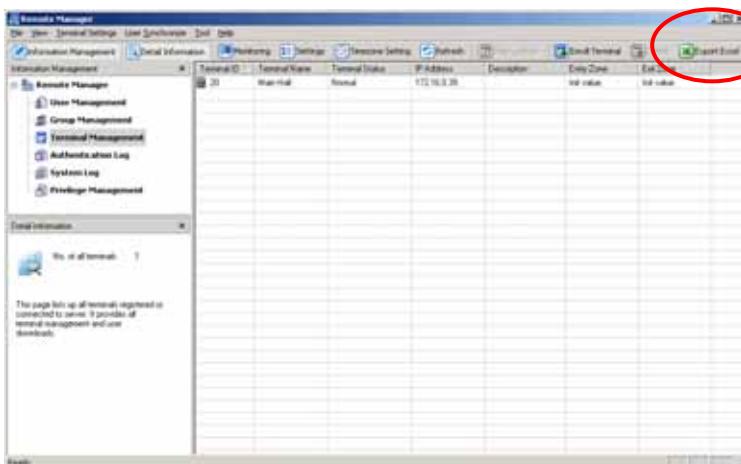 Remote Manager
File View Terminal Settings User Synchronize Tool Help
Information Management Detail Information Monitoring Settings Timezone Setting Refresh Enroll Terminal Export Excel
Information Management
Terminal ID Terminal Name Terminal Status IP Address Description Entry Zone Exit Zone
Remote Manager
20 Main-Hall Normal 172.16.5.35 Init value Init value
User Management
Group Management
Terminal Management
Authentication Log
System Log
Privilege Management
Detail Information
No. of all terminals 1
This page lists up all terminals registered or
connected to server. It provides all
terminal management and user
downloads.
Ready